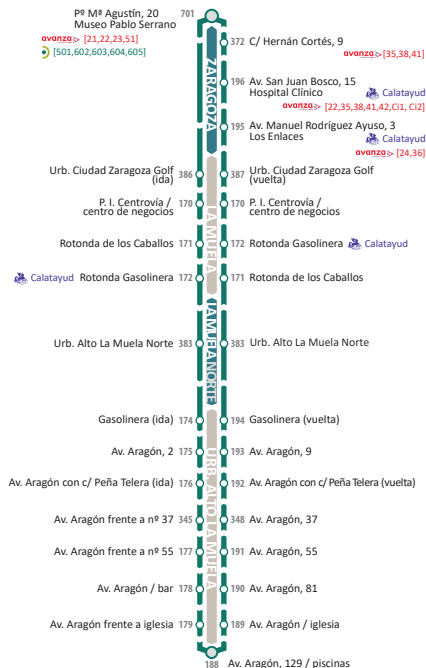 Pº Mª Agustín, 20
Museo Pablo Serrano
701
avanza [21,22,23,51]
[501,602,603,604,605]
372 C/ Hernán Cortés, 9
avanza [35,38,41]
196 Av. San Juan Bosco, 15
Hospital Clínico
Calatayud
avanza [22,35,38,41,42,Ci1, Ci2]
195 Av. Manuel Rodríguez Ayuso, 3
Los Enlaces
Calatayud
avanza [24,36]
ZARAGOZA
Urb. Ciudad Zaragoza Golf
(ida)
386
387 Urb. Ciudad Zaragoza Golf
(vuelta)
P. I. Centrovía /
centro de negocios
170
170 P. I. Centrovía /
centro de negocios
LA MUELA
Rotonda de los Caballos 171
172 Rotonda Gasolinera Calatayud
Calatayud Rotonda Gasolinera 172
171 Rotonda de los Caballos
LA MUELA NORTE
Urb. Alto La Muela Norte 383
383 Urb. Alto La Muela Norte
Gasolinera (ida) 174
194 Gasolinera (vuelta)
Av. Aragón, 2 175
193 Av. Aragón, 9
Av. Aragón con c/ Peña Telera (ida) 176
192 Av. Aragón con c/ Peña Telera (vuelta)
URB. ALTO LA MUELA
Av. Aragón frente a nº 37 345
348 Av. Aragón, 37
Av. Aragón frente a nº 55 177
191 Av. Aragón, 55
Av. Aragón / bar 178
190 Av. Aragón, 81
Av. Aragón frente a iglesia 179
189 Av. Aragón / iglesia
188 Av. Aragón, 129 / piscinas